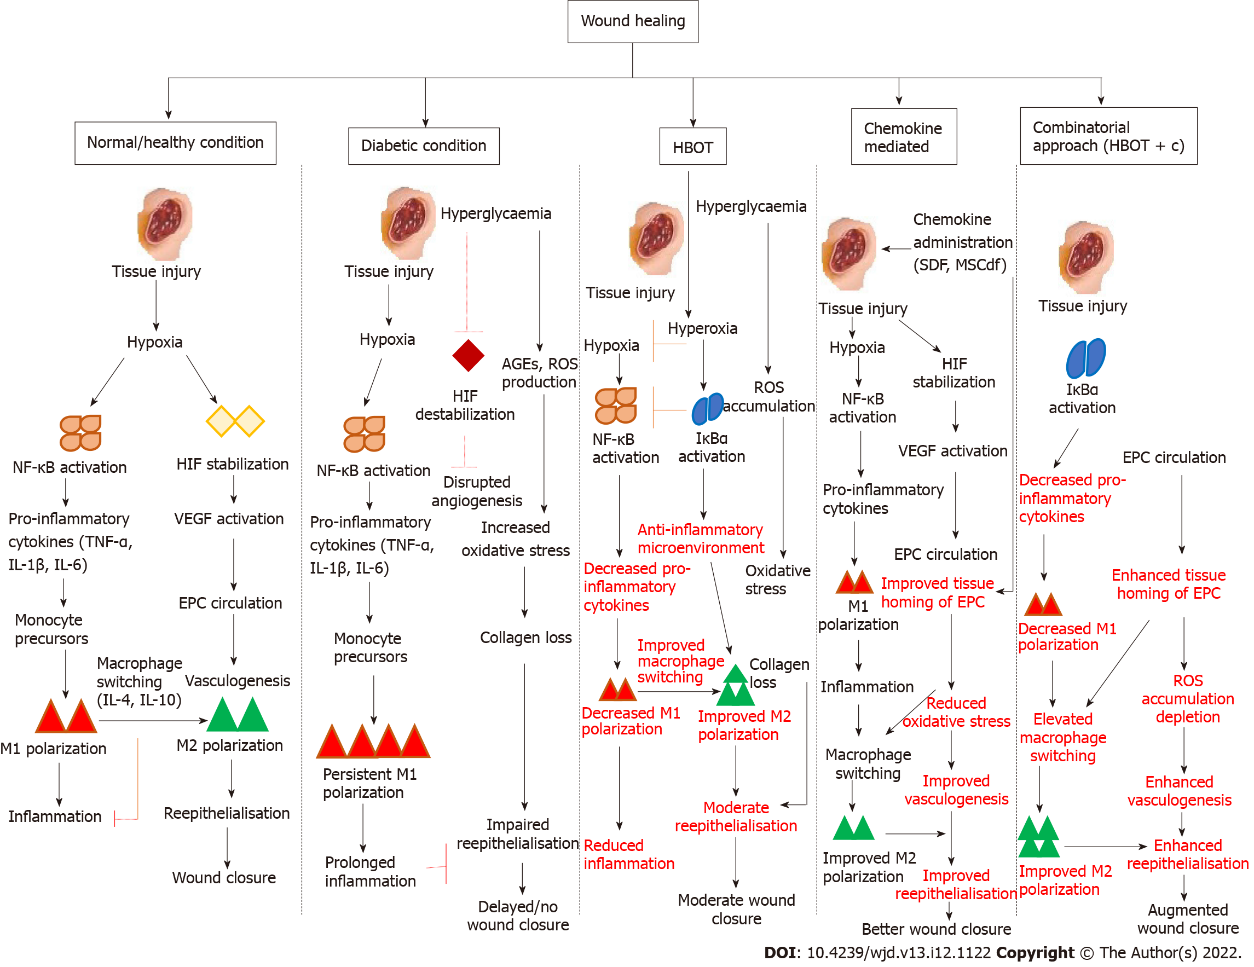 Wound healing
Normal/healthy condition
Tissue injury
Hypoxia
NF-κB activation
HIF stabilization
Pro-inflammatory
cytokines (TNF-α,
IL-1β, IL-6)
VEGF activation
EPC circulation
Monocyte
precursors
Macrophage
switching
(IL-4, IL-10)
Vasculogenesis
M1 polarization
M2 polarization
Inflammation
Reepithelialisation
Wound closure
Diabetic condition
Hyperglycaemia
Tissue injury
Hypoxia
AGEs, ROS
production
HIF
destabilization
NF-κB activation
Disrupted
angiogenesis
Pro-inflammatory
cytokines (TNF-α,
IL-1β, IL-6)
Increased
oxidative stress
Monocyte
precursors
Collagen loss
Persistent M1
polarization
Impaired
reepithelialisation
Prolonged
inflammation
Delayed/no
wound closure
HBOT
Hyperglycaemia
Tissue injury
Hyperoxia
Hypoxia
ROS
accumulation
NF-κB
activation
IκBα
activation
Anti-inflammatory
microenvironment
Decreased pro-
inflammatory
cytokines
Oxidative
stress
Improved
macrophage
switching
Collagen
loss
Decreased M1
polarization
Improved M2
polarization
Moderate
reepithelialisation
Reduced
inflammation
Moderate wound
closure
Chemokine
mediated
Chemokine
administration
(SDF, MSCdf)
Tissue injury
Hypoxia
HIF
stabilization
NF-κB
activation
VEGF activation
Pro-inflammatory
cytokines
EPC circulation
Improved tissue
homing of EPC
M1
polarization
Inflammation
Reduced
oxidative stress
Macrophage
switching
Improved
vasculogenesis
Improved M2
polarization
Improved
reepithelialisation
Better wound closure
Combinatorial
approach (HBOT + c)
Tissue injury
IκBα
activation
EPC circulation
Decreased pro-
inflammatory
cytokines
Enhanced tissue
homing of EPC
Decreased M1
polarization
ROS
accumulation
depletion
Elevated
macrophage
switching
Enhanced
vasculogenesis
Enhanced
reepithelialisation
Improved M2
polarization
Augmented
wound closure
DOI: 10.4239/wjd.v13.i12.1122 Copyright © The Author(s) 2022.